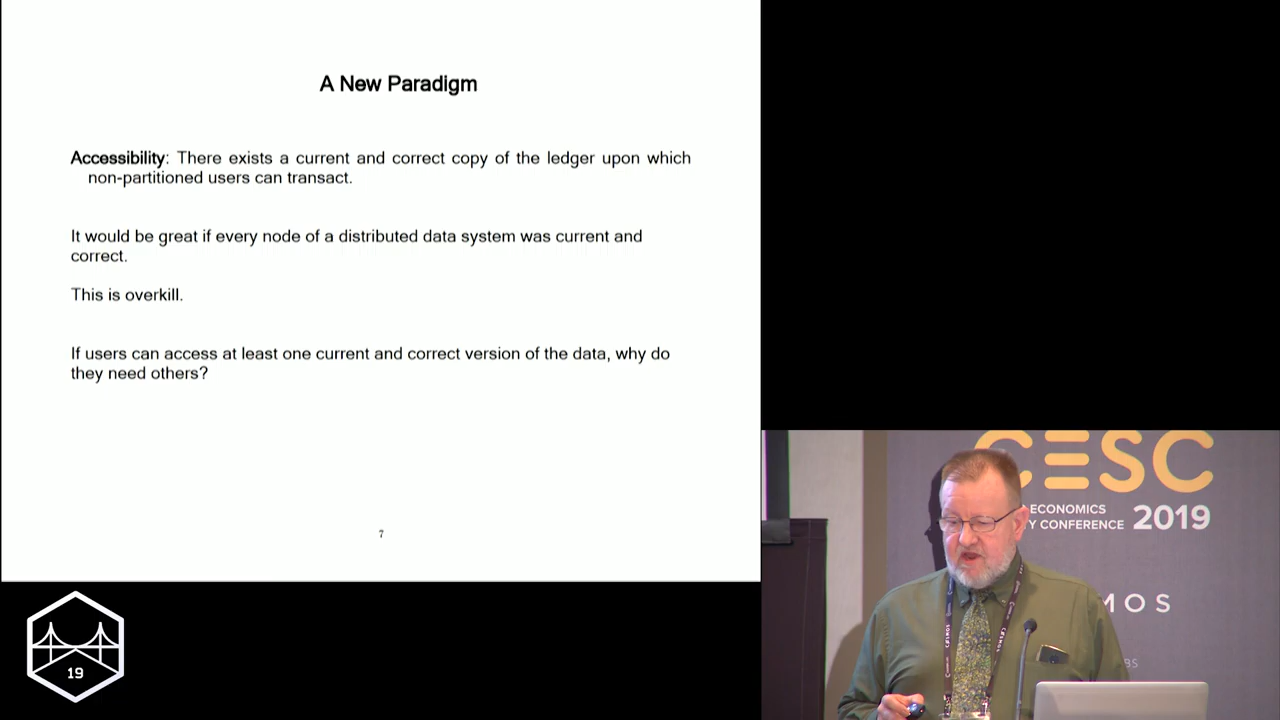 A New Paradigm
Accessibility: There exists a current and correct copy of the ledger upon which
non-partitioned users can transact.
It would be great if every node of a distributed data system was current and
correct.
This is overkill.
If users can access at least one current and correct version of the data, why do
they need others?
7
19
CESC
ECONOMICS
Y CONFERENCE 2019
MOS
BS
COSMOS